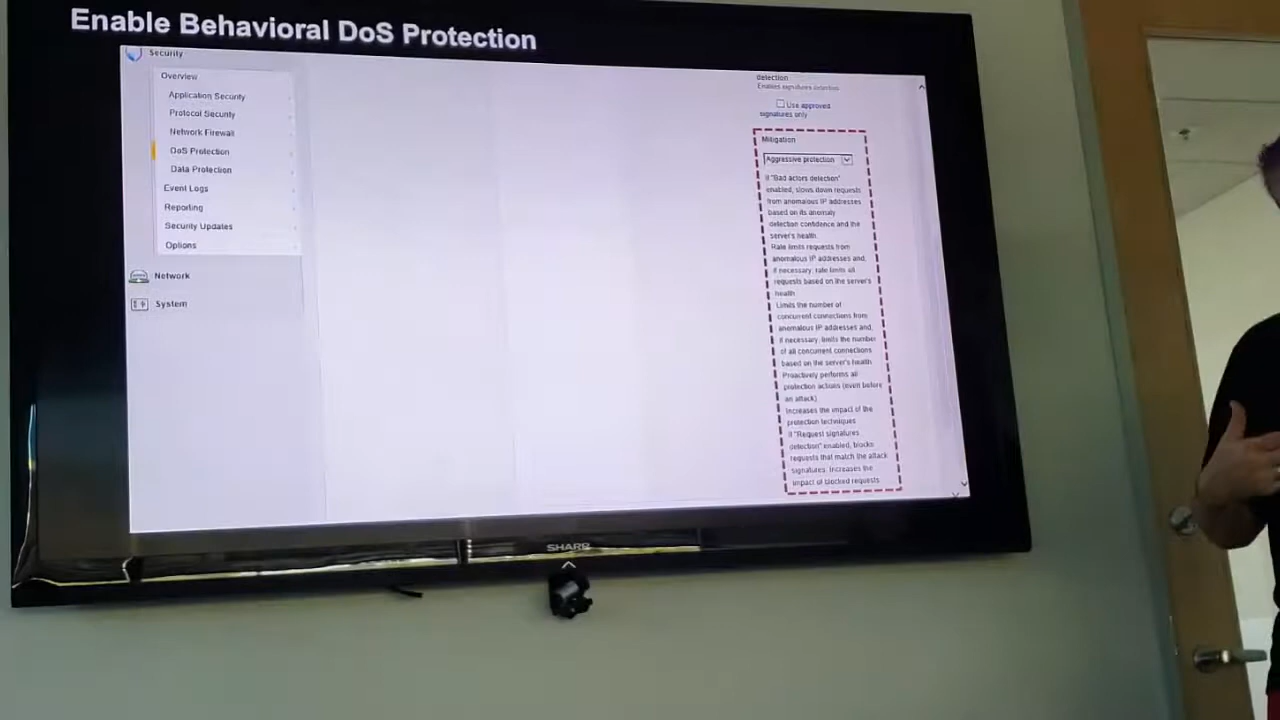 Enable Behavioral DoS Protection
Security
Overview
Application Security
Protocol Security
Network Firewall
DoS Protection
Data Protection
Event Logs
Reporting
Security Updates
Options
Network
System
detection
Enables signatures detection
Use approved
signatures only
Mitigation
Aggressive protection
If "Bad actors detection"
enabled, slows down requests
from anomalous IP addresses
based on its anomaly
detection confidence and the
server's health.
Rate limits requests from
anomalous IP addresses and,
if necessary, rate limits all
requests based on the server's
health
Limits the number of
concurrent connections from
anomalous IP addresses and,
if necessary, limits the number
of all concurrent connections
based on the server's health
Proactively performs all
protection actions (even before
an attack)
Increases the impact of the
protection techniques
If "Request signatures
detection" enabled, blocks
requests that match the attack
signatures. Increases the
impact of blocked requests
SHARP